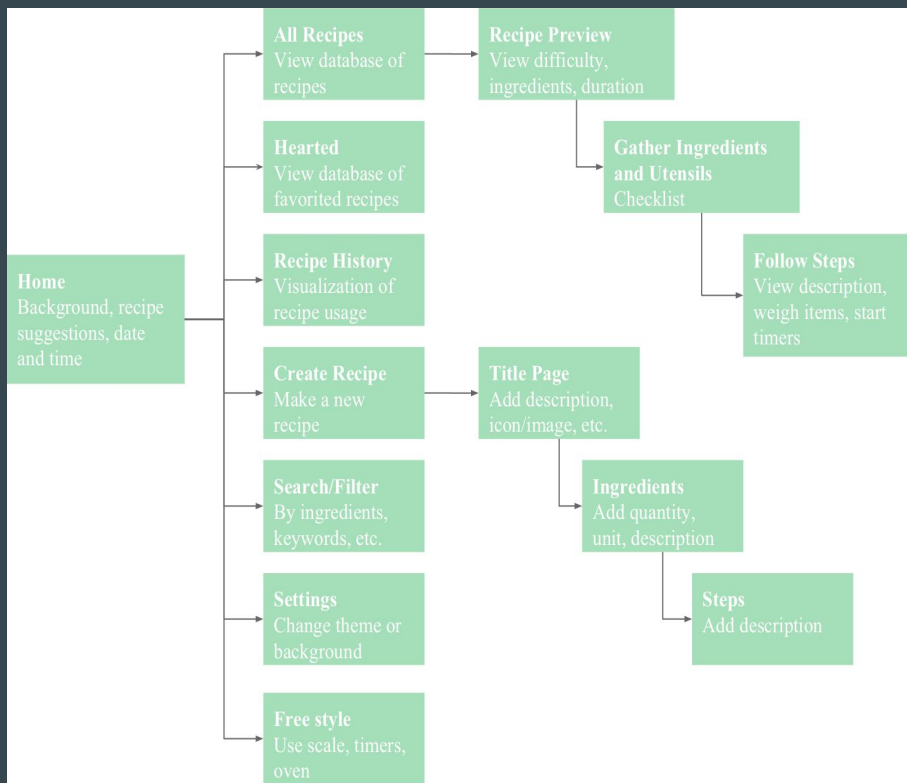 Home
Background, recipe
suggestions, date
and time
All Recipes
View database of
recipes
Recipe Preview
View difficulty,
ingredients, duration
Gather Ingredients
and Utensils
Checklist
Follow Steps
View description,
weigh items, start
timers
Hearted
View database of
favorited recipes
Recipe History
Visualization of
recipe usage
Create Recipe
Make a new
recipe
Title Page
Add description,
icon/image, etc.
Ingredients
Add quantity,
unit, description
Steps
Add description
Search/Filter
By ingredients,
keywords, etc.
Settings
Change theme or
background
Free style
Use scale, timers,
oven